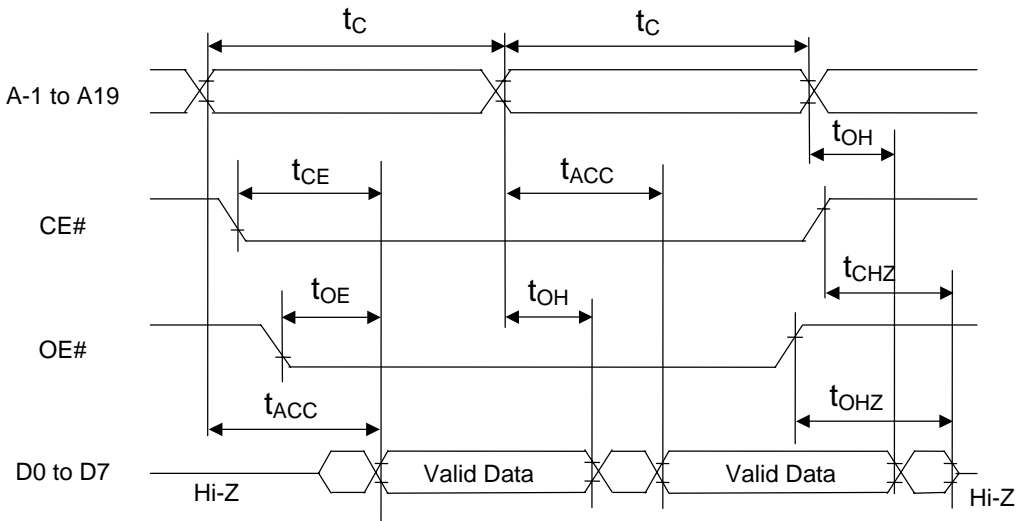 tC tC
A-1 to A19
tOH
tCE tACC
CE#
tCHZ
tOE tOH
OE#
tACC tOHZ
D0 to D7 Valid Data Valid Data
Hi-Z Hi-Z